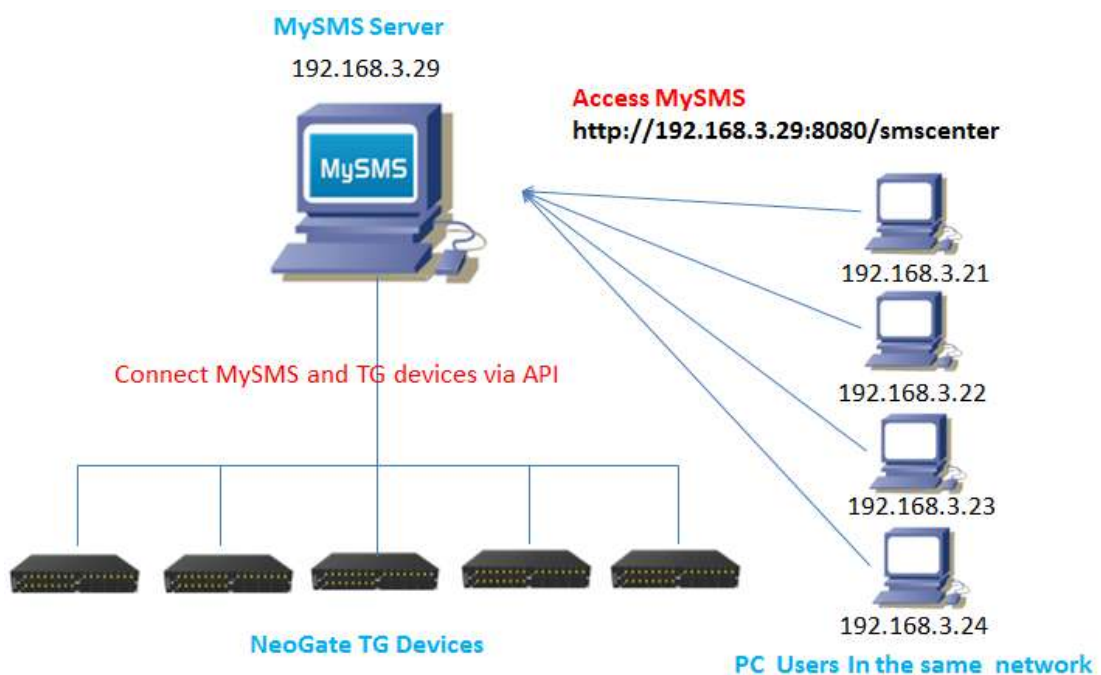 MySMS Server
192.168.3.29
MySMS
Access MySMS
http://192.168.3.29:8080/smscenter
192.168.3.21
192.168.3.22
192.168.3.23
192.168.3.24
PC Users In the same network
Connect MySMS and TG devices via API
NeoGate TG Devices